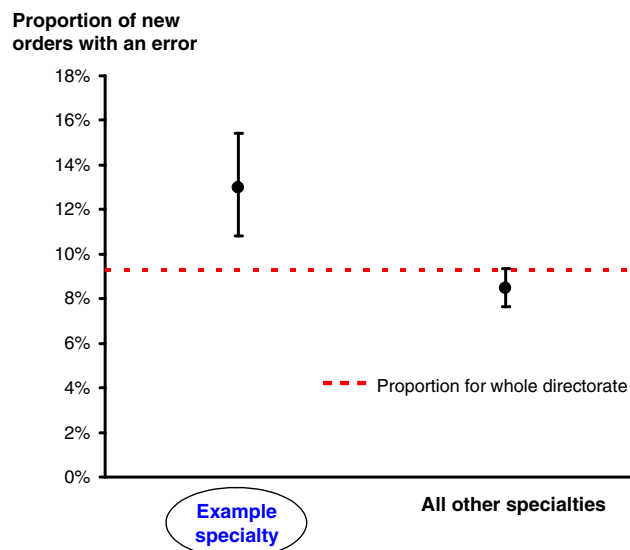 Proportion of new
orders with an error
18%
16%
14%
12%
10%
8%
6%
4%
2%
0%
Proportion for whole directorate
Example
specialty
All other specialties